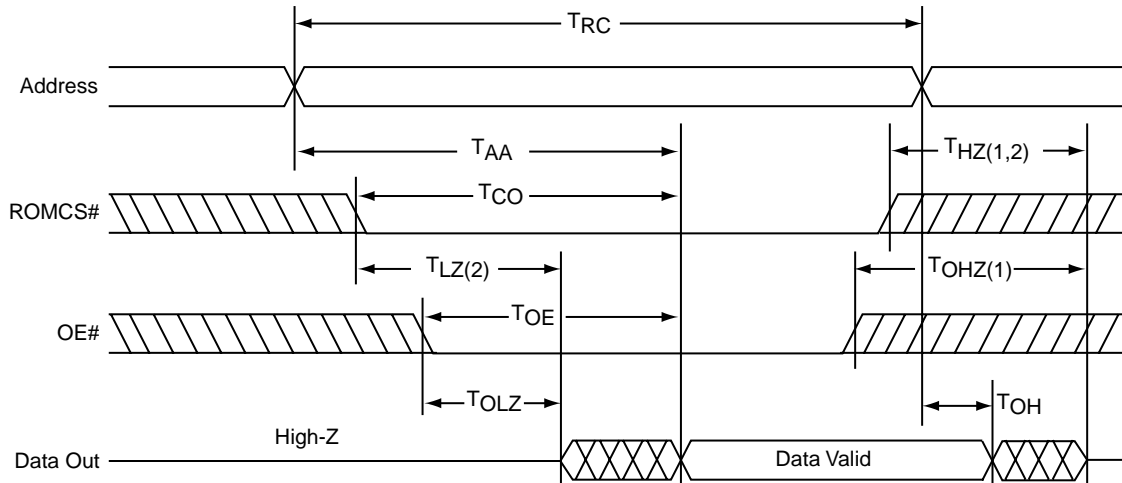 TRC
Address
TAA
THZ(1,2)
TCO
ROMCS#
TLZ(2)
TOHZ(1)
TOE
OE#
TOLZ
TOH
High-Z
Data Out
Data Valid